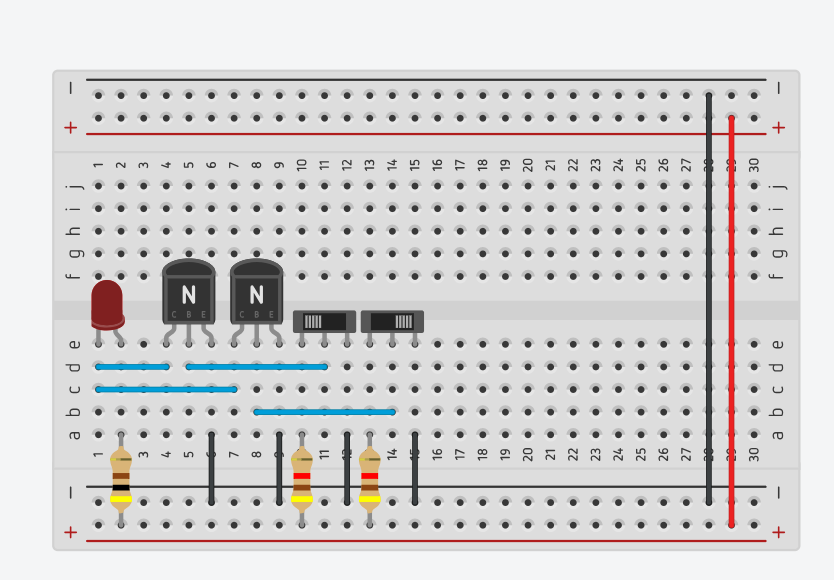 − −
+ +
1 2 3 4 5 6 7 8 9 10 11 12 13 14 15 16 17 18 19 20 21 22 23 24 25 26 27 28 29 30
j j
i i
h h
g g
f f
N N
C B E C B E
e e
d d
c c
b b
a a
1 3 4 5 6 7 8 9 11 12 14 15 16 17 18 19 20 21 22 23 24 25 26 27 28 29 30
− −
+ +